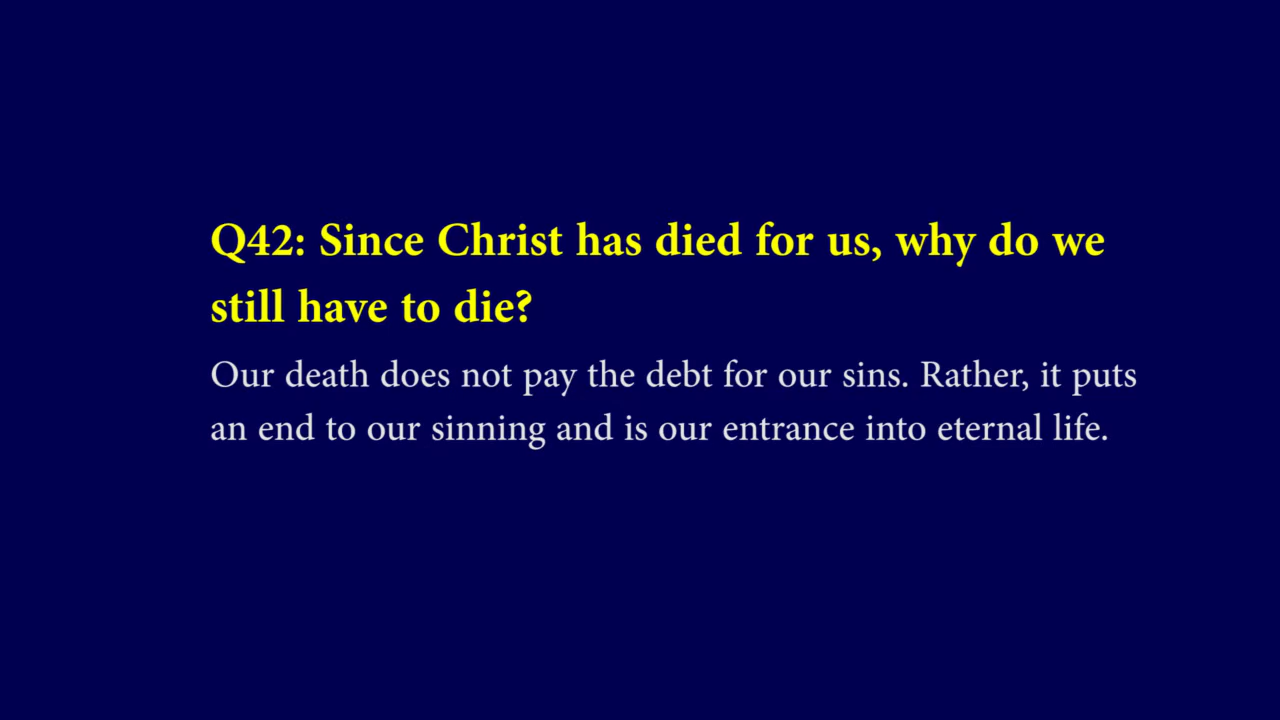 Q42: Since Christ has died for us, why do we
still have to die?
Our death does not pay the debt for our sins. Rather, it puts
an end to our sinning and is our entrance into eternal life.